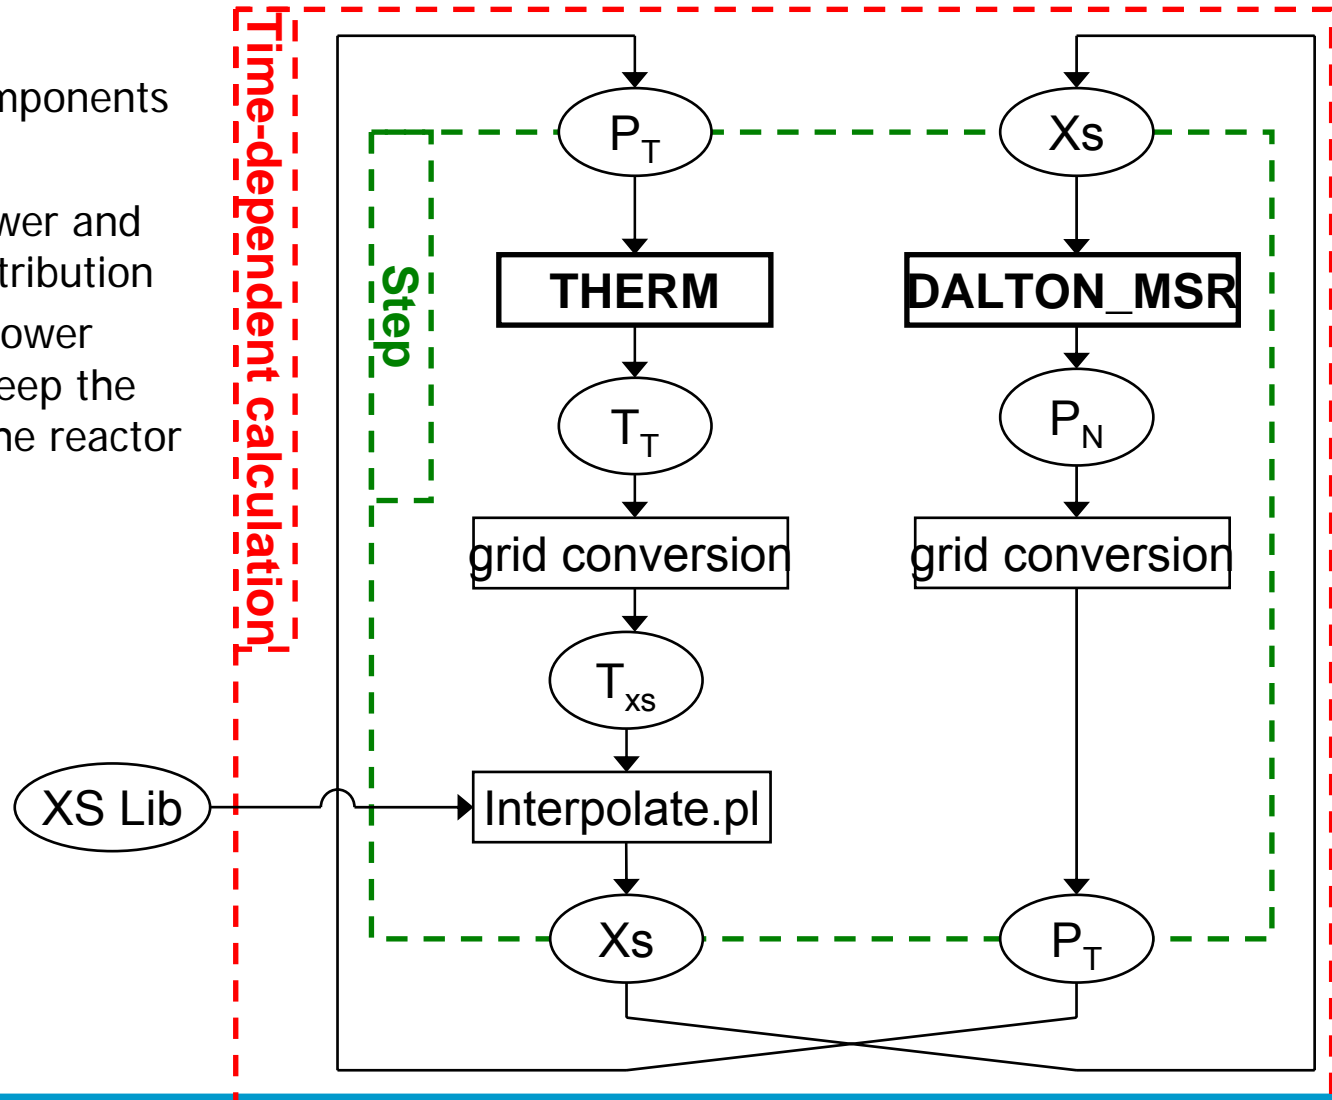 mponents
wer and
tribution
ower
eep the
ne reactor
Time-dependent calculation
Step
P_T
Xs
THERM
DALTON_MSR
T_T
P_N
grid conversion
grid conversion
T_xs
XS Lib
Interpolate.pl
Xs
P_T